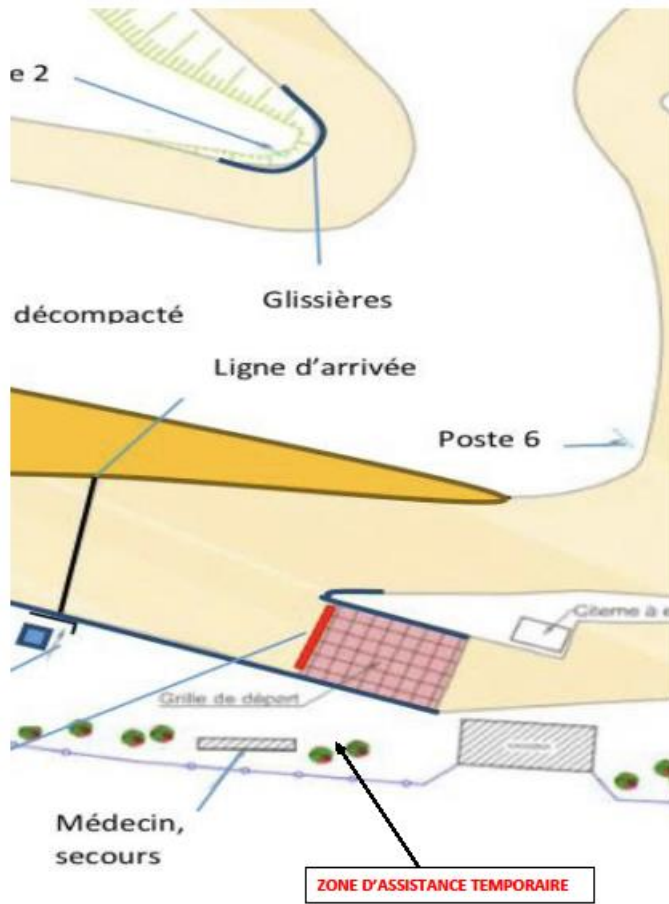 e 2
Glissières
décompacté
Ligne d'arrivée
Poste 6
Citerne à e
Grille de départ
Médecin,
secours
ZONE D'ASSISTANCE TEMPORAIRE